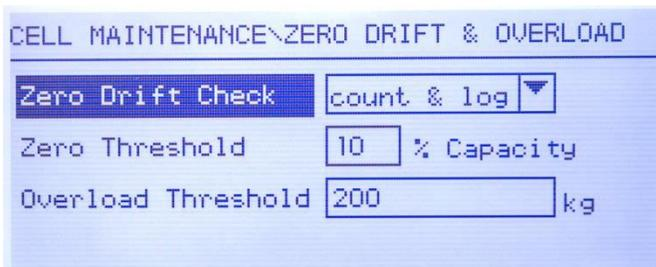 CELL MAINTENANCE\ZERO DRIFT & OVERLOAD
Zero Drift Check count & log
Zero Threshold 10 % Capacity
Overload Threshold 200 kg